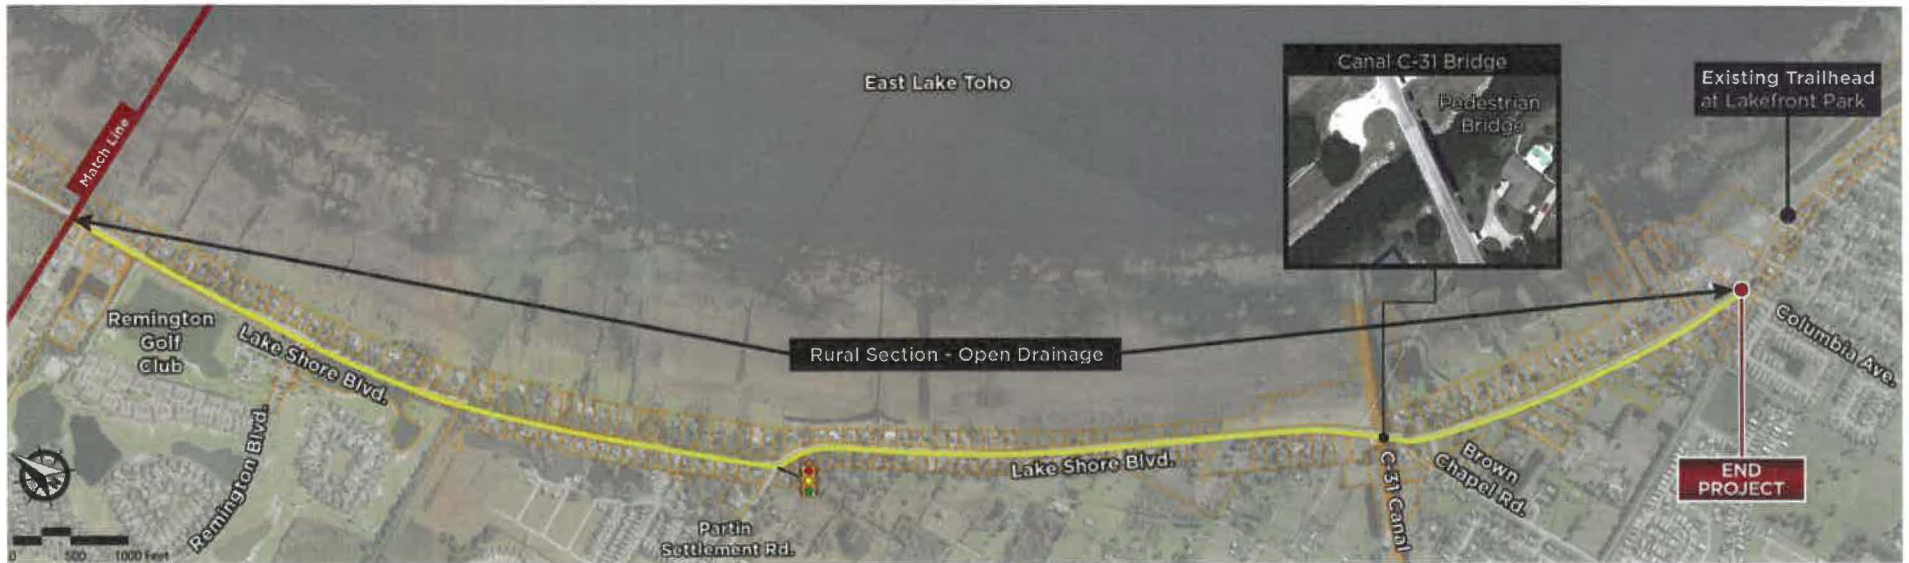 Match Line
East Lake Toho
Canal C-31 Bridge
Pedestrian
Bridge
Existing Trailhead
at Lakefront Park
Remington
Golf
Club
Lake Shore Blvd.
Remington Blvd.
Rural Section - Open Drainage
Columbia Ave.
Lake Shore Blvd.
Brown
Chapel Rd.
C-31 Canal
END
PROJECT
Partin
Settlement Rd.
0 500 1000 Feet